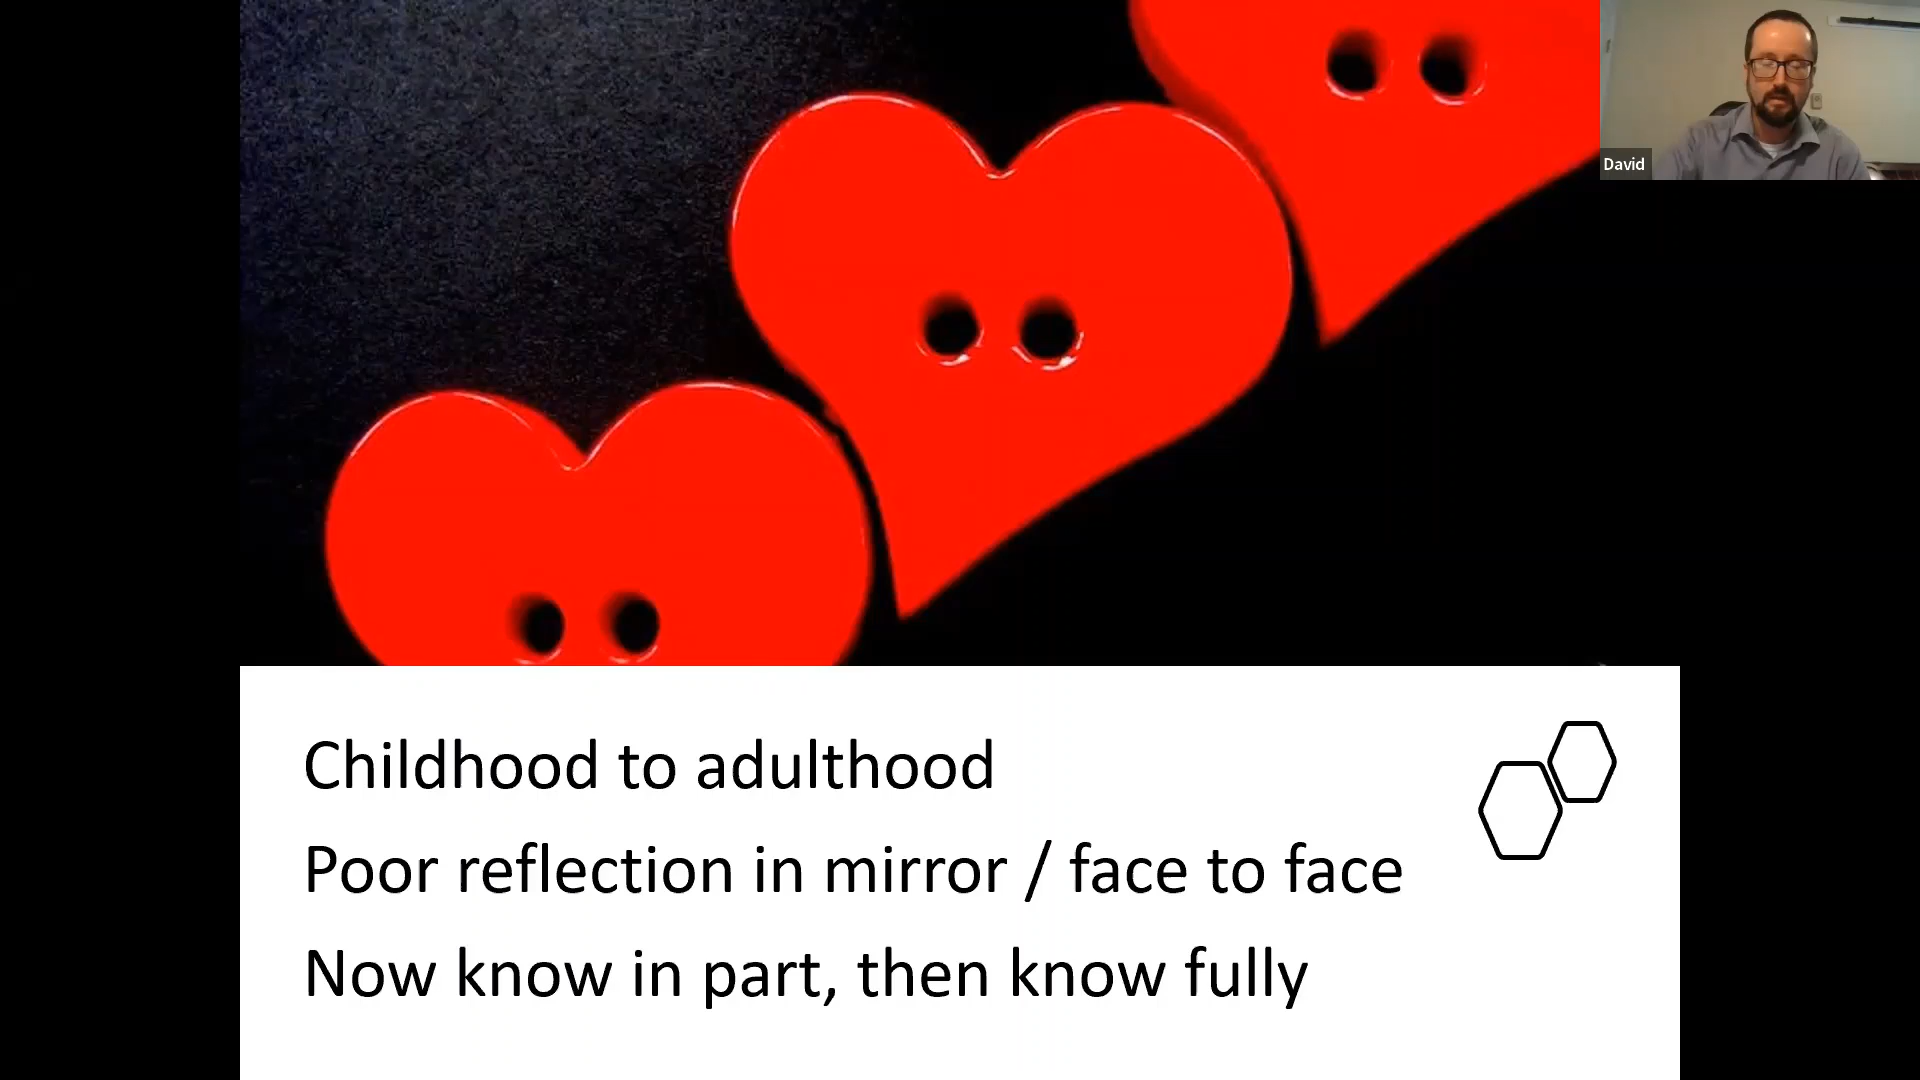 David
Childhood to adulthood
Poor reflection in mirror / face to face
Now know in part, then know fully